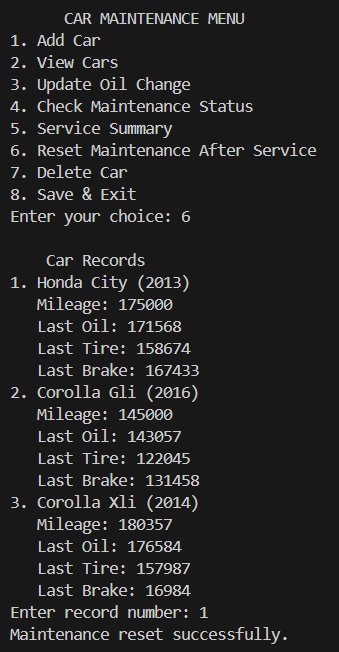 CAR MAINTENANCE MENU
1. Add Car
2. View Cars
3. Update Oil Change
4. Check Maintenance Status
5. Service Summary
6. Reset Maintenance After Service
7. Delete Car
8. Save & Exit
Enter your choice: 6

Car Records
1. Honda City (2013)
Mileage: 175000
Last Oil: 171568
Last Tire: 158674
Last Brake: 167433
2. Corolla Gli (2016)
Mileage: 145000
Last Oil: 143057
Last Tire: 122045
Last Brake: 131458
3. Corolla Xli (2014)
Mileage: 180357
Last Oil: 176584
Last Tire: 157987
Last Brake: 16984
Enter record number: 1
Maintenance reset successfully.